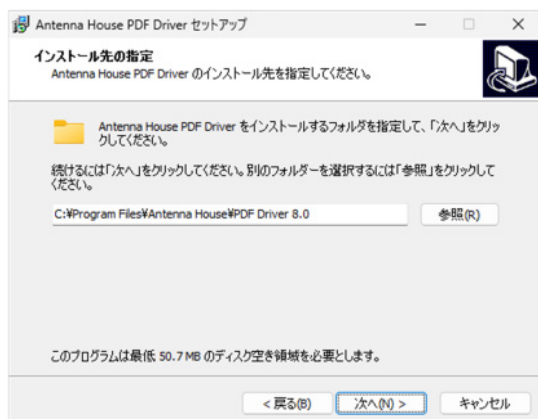 Antenna House PDF Driver セットアップ
インストール先の指定
Antenna House PDF Driver のインストール先を指定してください。
Antenna House PDF Driver をインストールするフォルダを指定して、「次へ」をクリッ
クしてください。
続けるには「次へ」をクリックしてください。別のフォルダーを選択するには「参照」をクリックして
ください。
C:¥Program Files¥Antenna House¥PDF Driver 8.0
参照(R)
このプログラムは最低 50.7 MB のディスク空き領域を必要とします。
< 戻る(B)
次へ(N) >
キャンセル